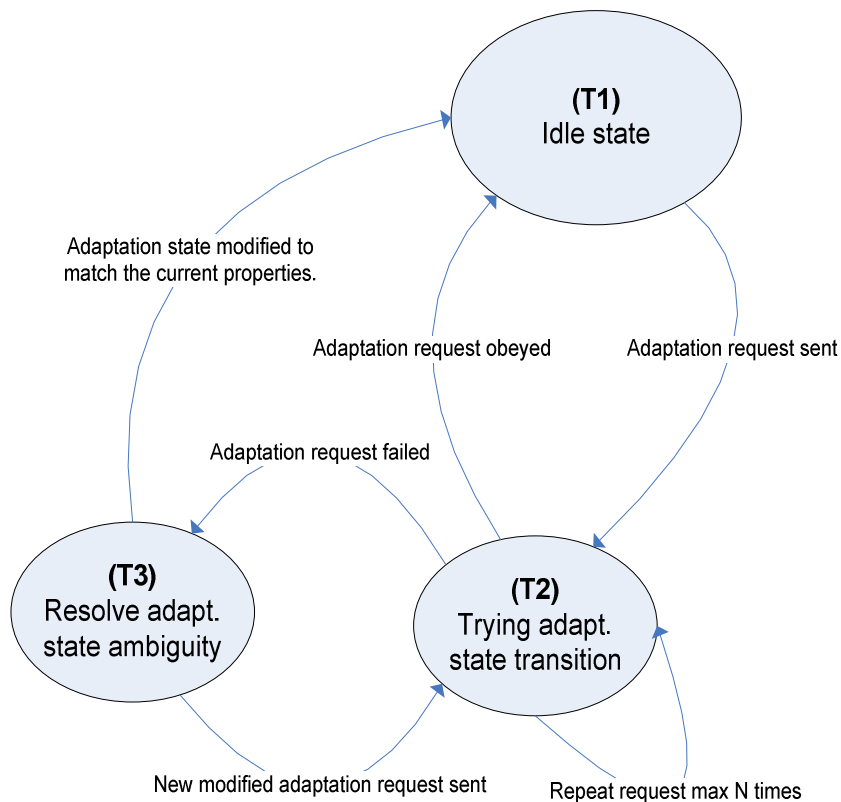 (T1)
Idle state
Adaptation state modified to
match the current properties.
Adaptation request obeyed
Adaptation request sent
Adaptation request failed
(T3)
Resolve adapt.
state ambiguity
(T2)
Trying adapt.
state transition
New modified adaptation request sent
Repeat request max N times